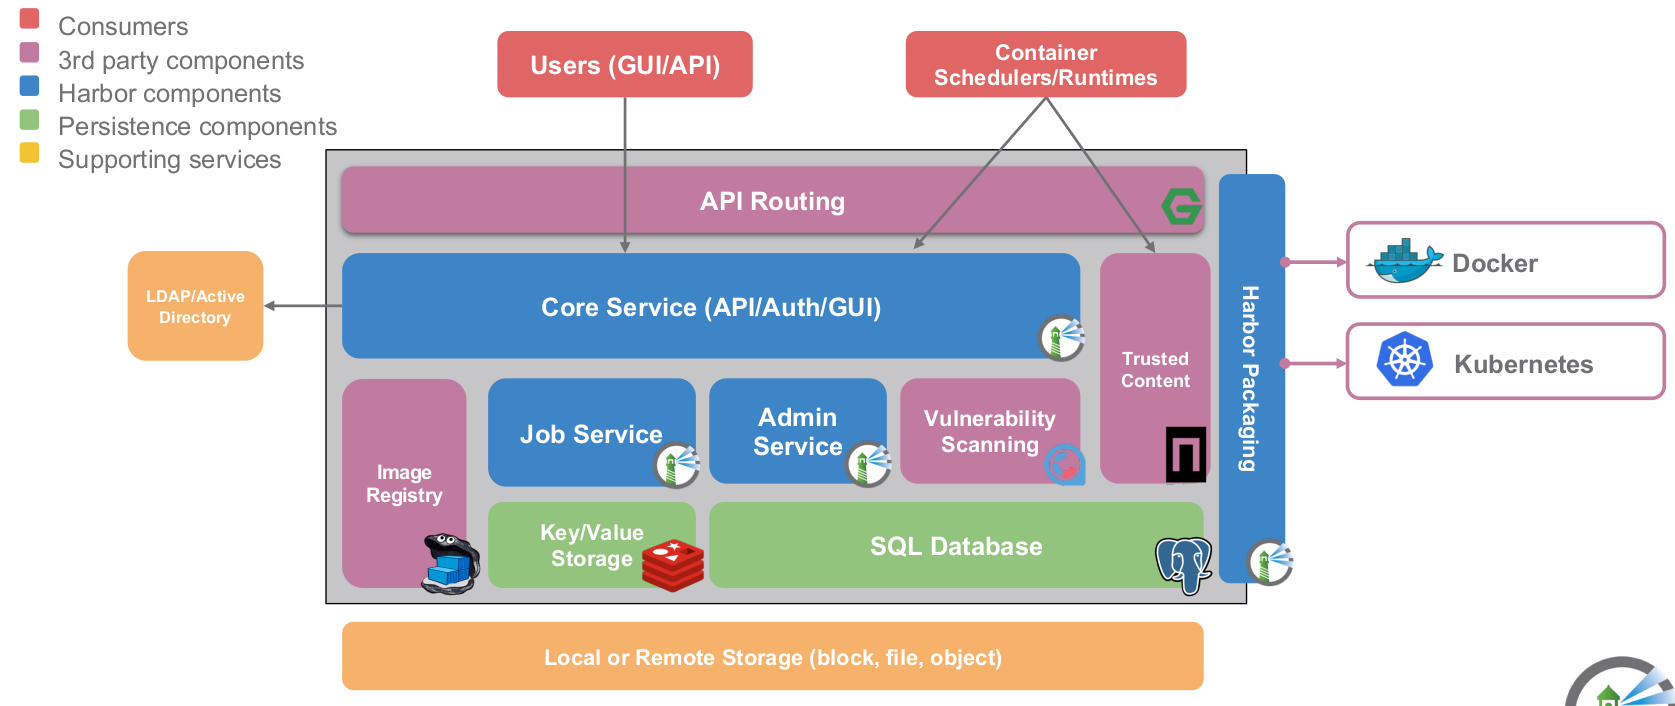 Consumers
3rd party components
Harbor components
Persistence components
Supporting services
Users (GUI/API)
Container
Schedulers/Runtimes
API Routing
LDAP/Active
Directory
Core Service (API/Auth/GUI)
Trusted
Content
Harbor Packaging
Docker
Kubernetes
Image
Registry
Job Service
Admin
Service
Vulnerability
Scanning
Key/Value
Storage
SQL Database
Local or Remote Storage (block, file, object)